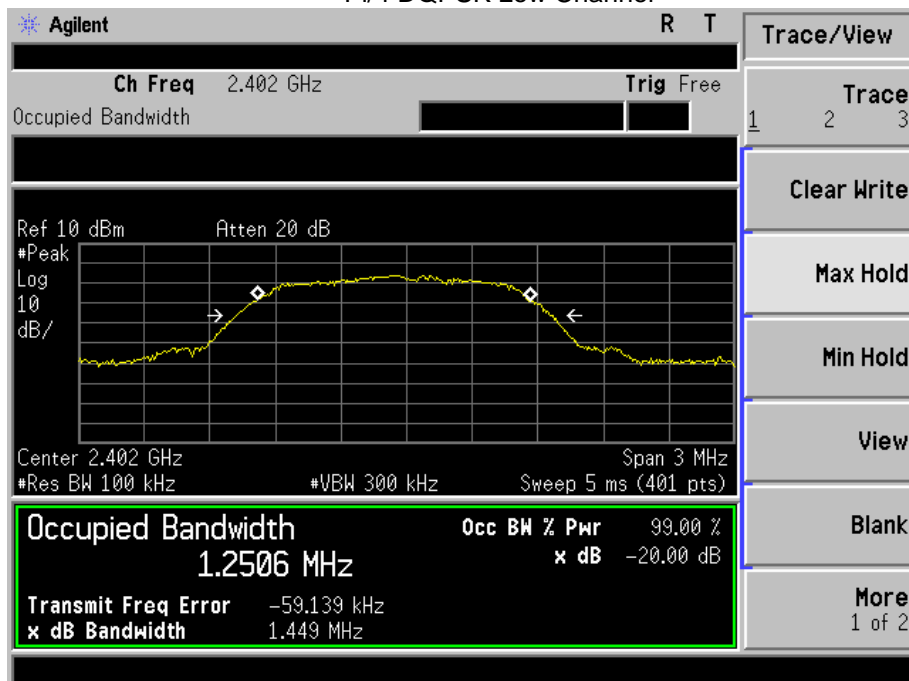 Agilent
R T
Trace/View
Ch Freq 2.402 GHz
Trig Free
Occupied Bandwidth
Trace
1 2 3
Clear Write
Ref 10 dBm
Atten 20 dB
#Peak
Log
10
dB/
Max Hold
Min Hold
Center 2.402 GHz
Span 3 MHz
#Res BW 100 kHz
#VBW 300 kHz
Sweep 5 ms (401 pts)
View
Occupied Bandwidth
1.2506 MHz
Occ BW % Pwr 99.00 %
x dB -20.00 dB
Transmit Freq Error -59.139 kHz
x dB Bandwidth 1.449 MHz
Blank
More
1 of 2